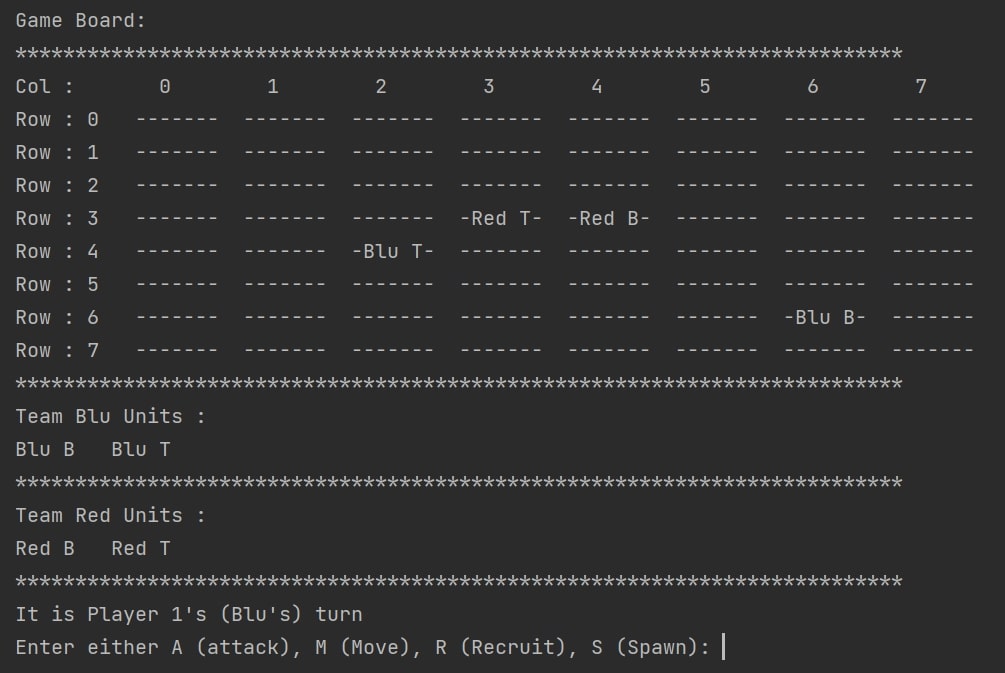 Game Board:
**************************************************************************
Col :       0        1        2        3        4        5        6        7
Row : 0   -------  -------  -------  -------  -------  -------  -------  -------
Row : 1   -------  -------  -------  -------  -------  -------  -------  -------
Row : 2   -------  -------  -------  -------  -------  -------  -------  -------
Row : 3   -------  -------  -------  -Red T-  -Red B-  -------  -------  -------
Row : 4   -------  -------  -Blu T-  -------  -------  -------  -------  -------
Row : 5   -------  -------  -------  -------  -------  -------  -------  -------
Row : 6   -------  -------  -------  -------  -------  -------  -Blu B-  -------
Row : 7   -------  -------  -------  -------  -------  -------  -------  -------
**************************************************************************
Team Blu Units :
Blu B   Blu T
**************************************************************************
Team Red Units :
Red B   Red T
**************************************************************************
It is Player 1's (Blu's) turn
Enter either A (attack), M (Move), R (Recruit), S (Spawn):